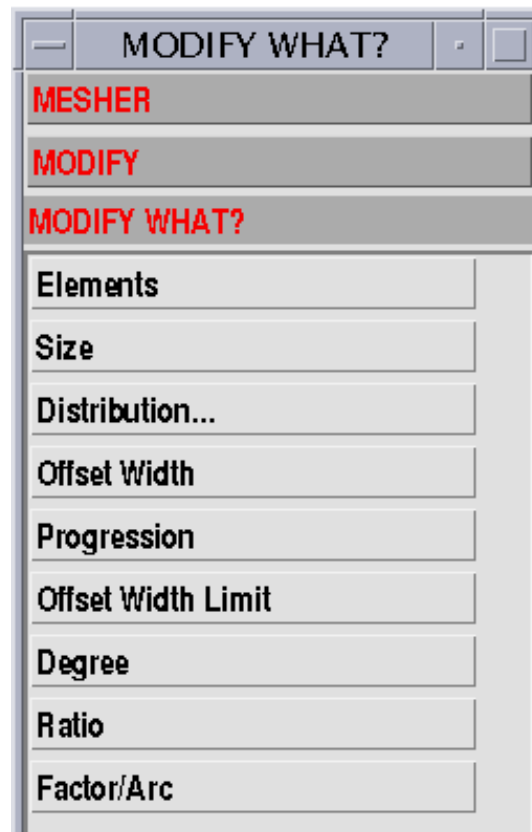 MODIFY WHAT?
MESHER
MODIFY
MODIFY WHAT?
Elements
Size
Distribution...
Offset Width
Progression
Offset Width Limit
Degree
Ratio
Factor/Arc